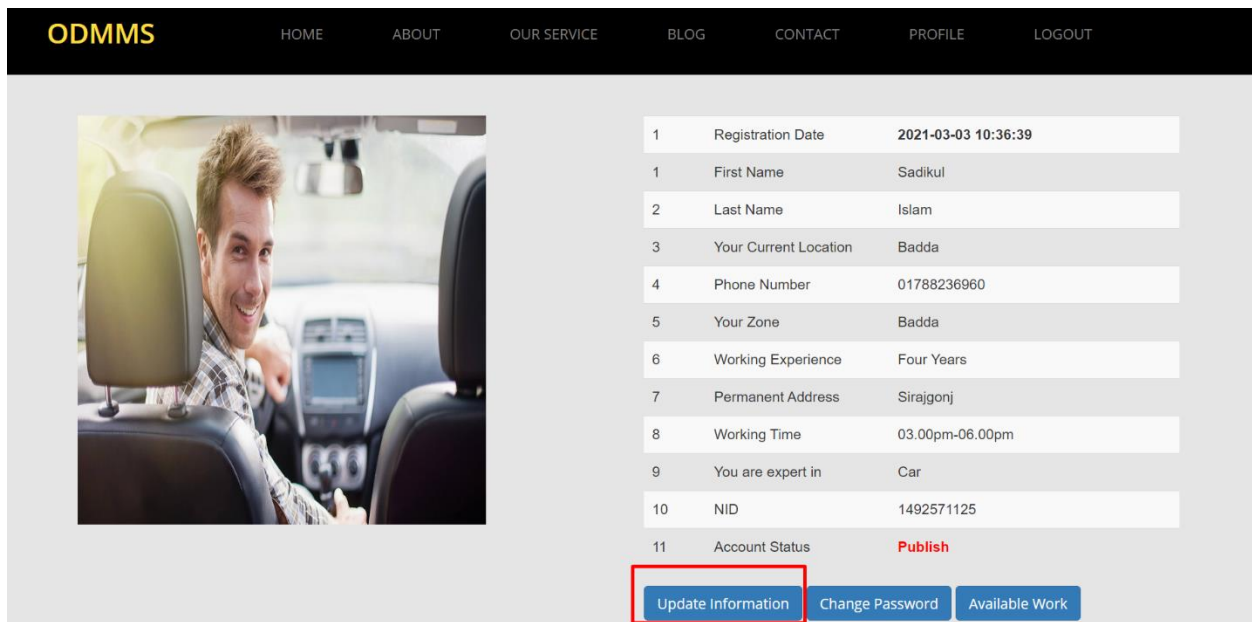 ODMMS HOME ABOUT OUR SERVICE BLOG CONTACT PROFILE LOGOUT
1 Registration Date 2021-03-03 10:36:39
1 First Name Sadikul
2 Last Name Islam
3 Your Current Location Badda
4 Phone Number 01788236960
5 Your Zone Badda
6 Working Experience Four Years
7 Permanent Address Sirajgonj
8 Working Time 03.00pm-06.00pm
9 You are expert in Car
10 NID 1492571125
11 Account Status Publish
Update Information Change Password Available Work